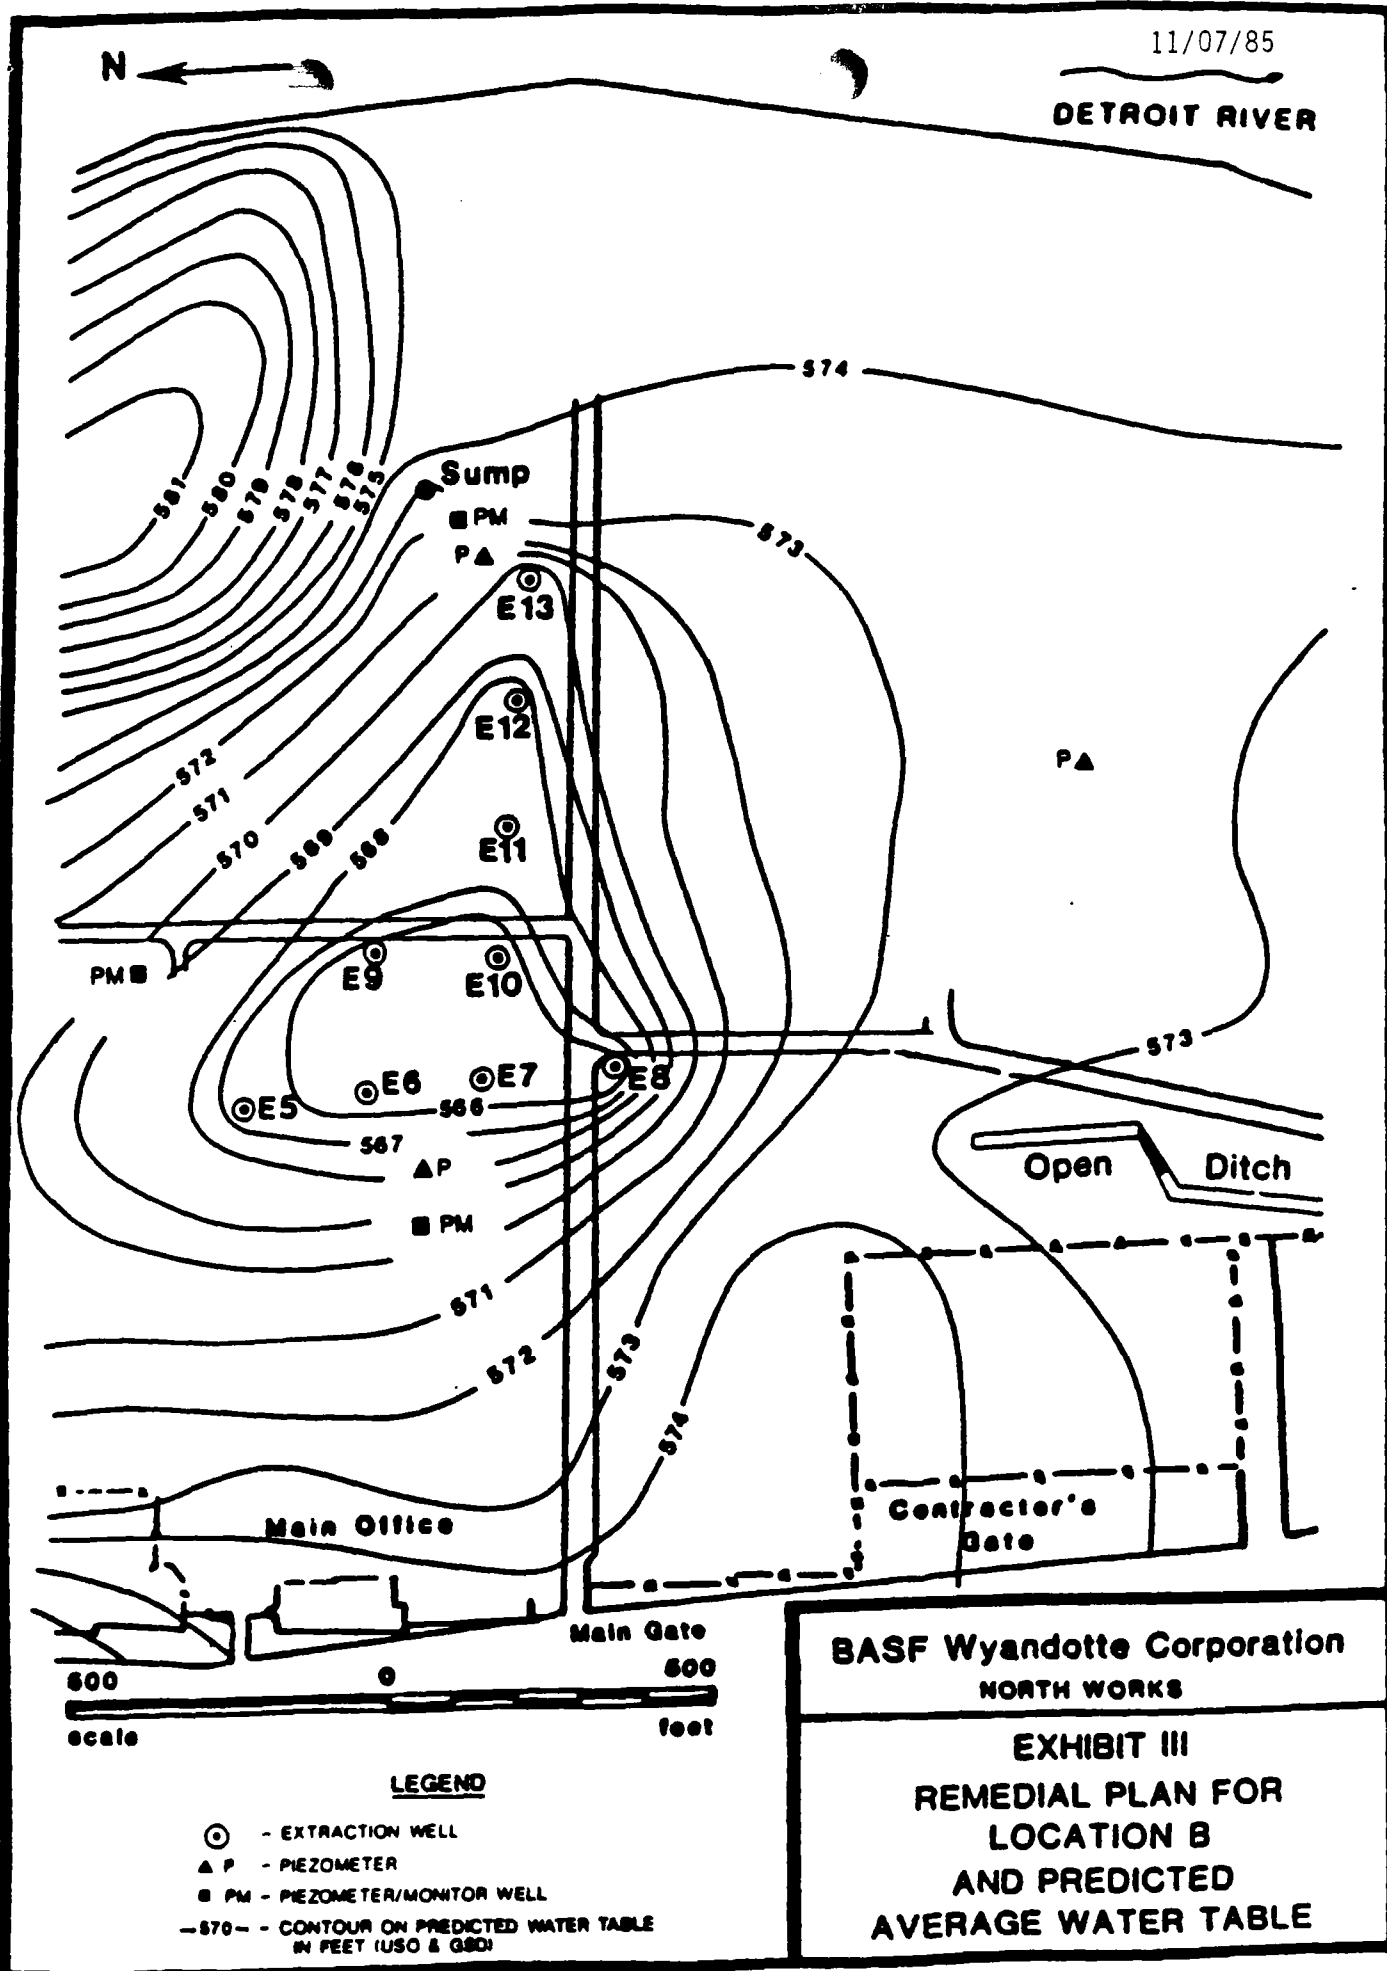 11/07/85
N
DETROIT RIVER
574
Sump
PM
573
P
E13
581
580
579
578
577
576
575
E12
P
572
571
570
569
568
E11
PM
E9
E10
573
E5
E6
E7
E8
566
567
P
Open Ditch
PM
571
572
573
574
Main Office
Contractor's
Gate
Main Gate
500 0 500
scale feet
BASF Wyandotte Corporation
NORTH WORKS
EXHIBIT III
REMEDIAL PLAN FOR
LOCATION B
AND PREDICTED
AVERAGE WATER TABLE
LEGEND
- EXTRACTION WELL
P - PIEZOMETER
PM - PIEZOMETER/MONITOR WELL
—570— - CONTOUR ON PREDICTED WATER TABLE
IN FEET (USO & GSD)